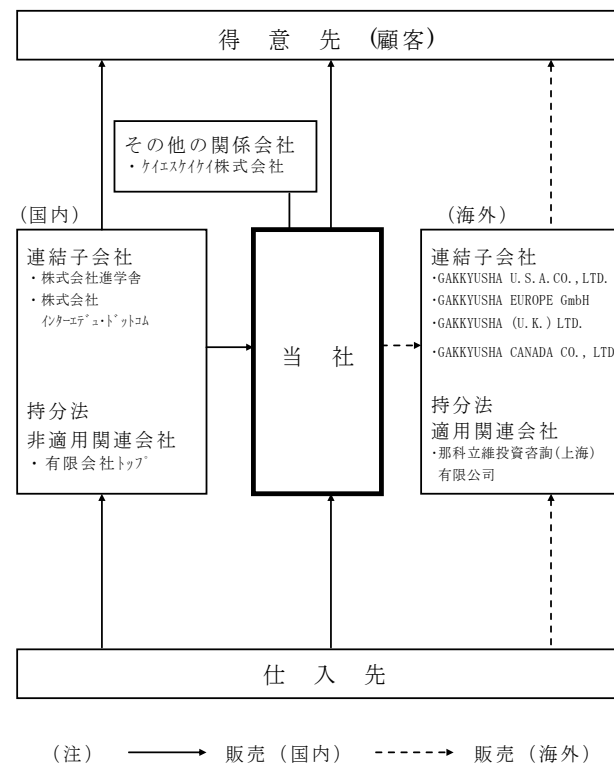 得 意 先 (顧客)
その他の関係会社
・ｹｲｴｽｹｲｹｲ株式会社
(国内)
連結子会社
・株式会社進学舎
・株式会社
ｲﾝﾀｰｴﾃﾞｭ・ﾄﾞｯﾄｺﾑ
持分法
非適用関連会社
・有限会社ﾄｯﾌﾟ
当 社
(海外)
連結子会社
・GAKKYUSHA U.S.A.CO.,LTD.
・GAKKYUSHA EUROPE GmbH
・GAKKYUSHA (U.K.) LTD.
・GAKKYUSHA CANADA CO., LTD
持分法
適用関連会社
・那科立維投資咨詢(上海)
有限公司
仕 入 先
(注) 販売(国内) 販売(海外)